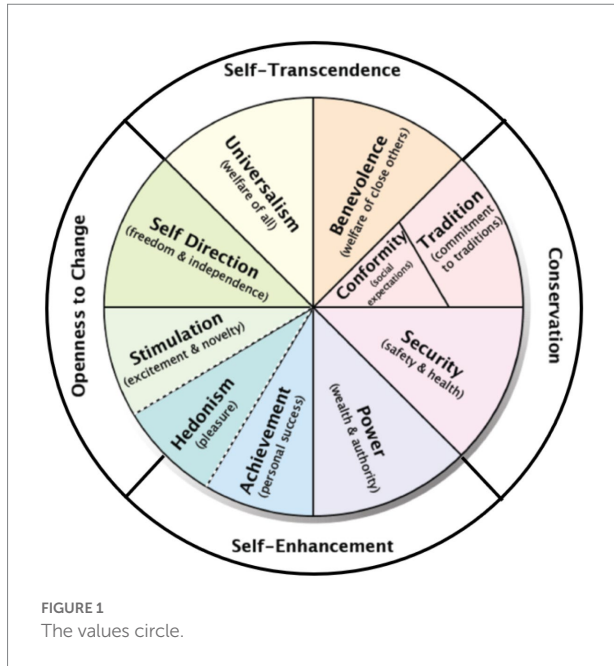 Self-Transcendence
Universalism
(welfare of all)
Benevolence
(welfare of close others)
Tradition
(commitment
to traditions)
Conformity
(social
expectations)
Self Direction
(freedom & independence)
Openness to Change
Conservation
Stimulation
(excitement & novelty)
Security
(safety & health)
Hedonism
(pleasure)
Achievement
(personal success)
Power
(wealth & authority)
Self-Enhancement
FIGURE 1
The values circle.